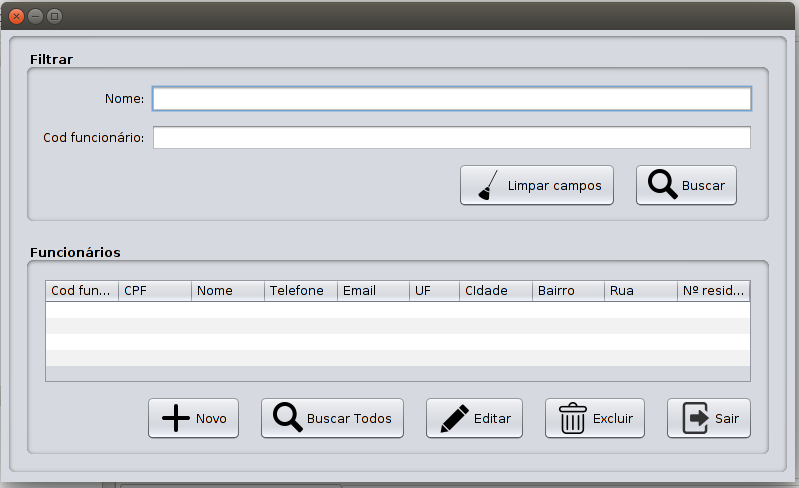 Filtrar
Nome:
Cod funcionário:
Limpar campos Buscar
Funcionários
Cod fun... CPF Nome Telefone Email UF CIdade Bairro Rua Nº resid...
Novo Buscar Todos Editar Excluir Sair